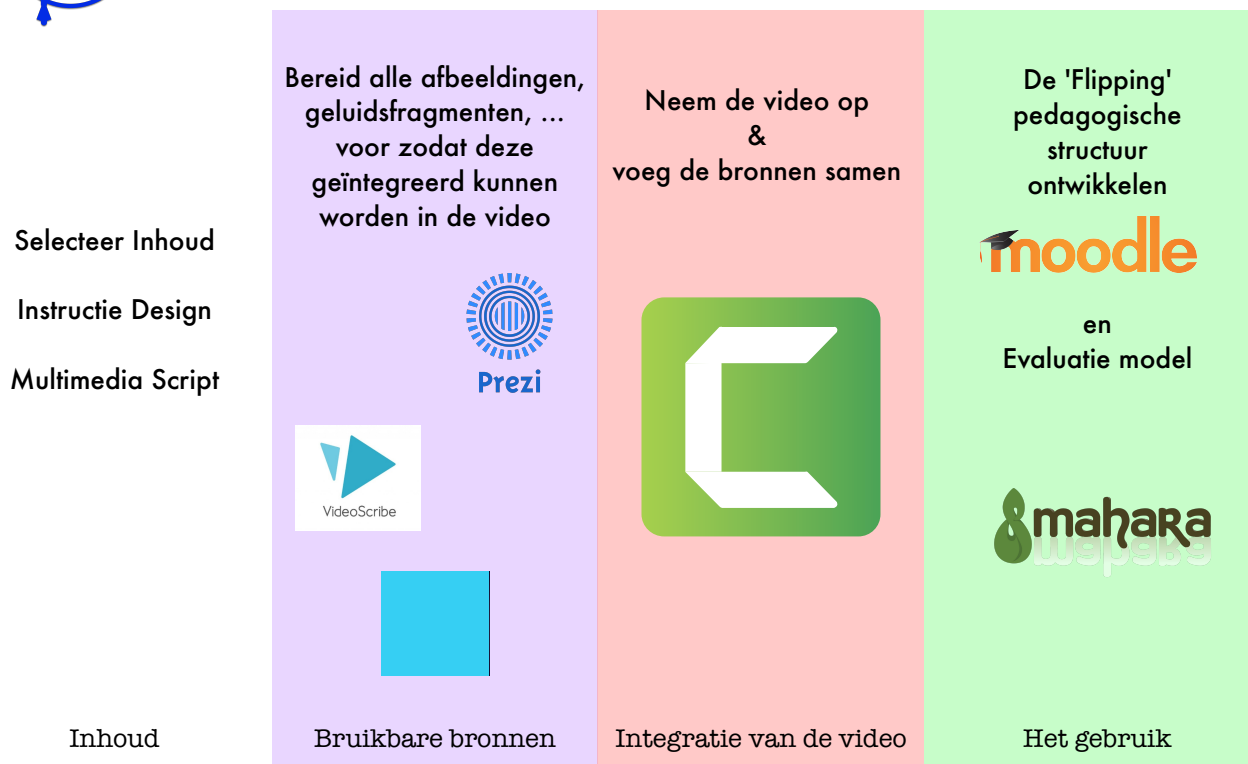 Selecteer Inhoud
Instructie Design
Multimedia Script
Inhoud
Bereid alle afbeeldingen,
geluidsfragmenten, ...
voor zodat deze
geïntegreerd kunnen
worden in de video
Prezi
VideoScribe
Bruikbare bronnen
Neem de video op
&
voeg de bronnen samen
Integratie van de video
De 'Flipping'
pedagogische
structuur
ontwikkelen
moodle
en
Evaluatie model
mahara
Het gebruik